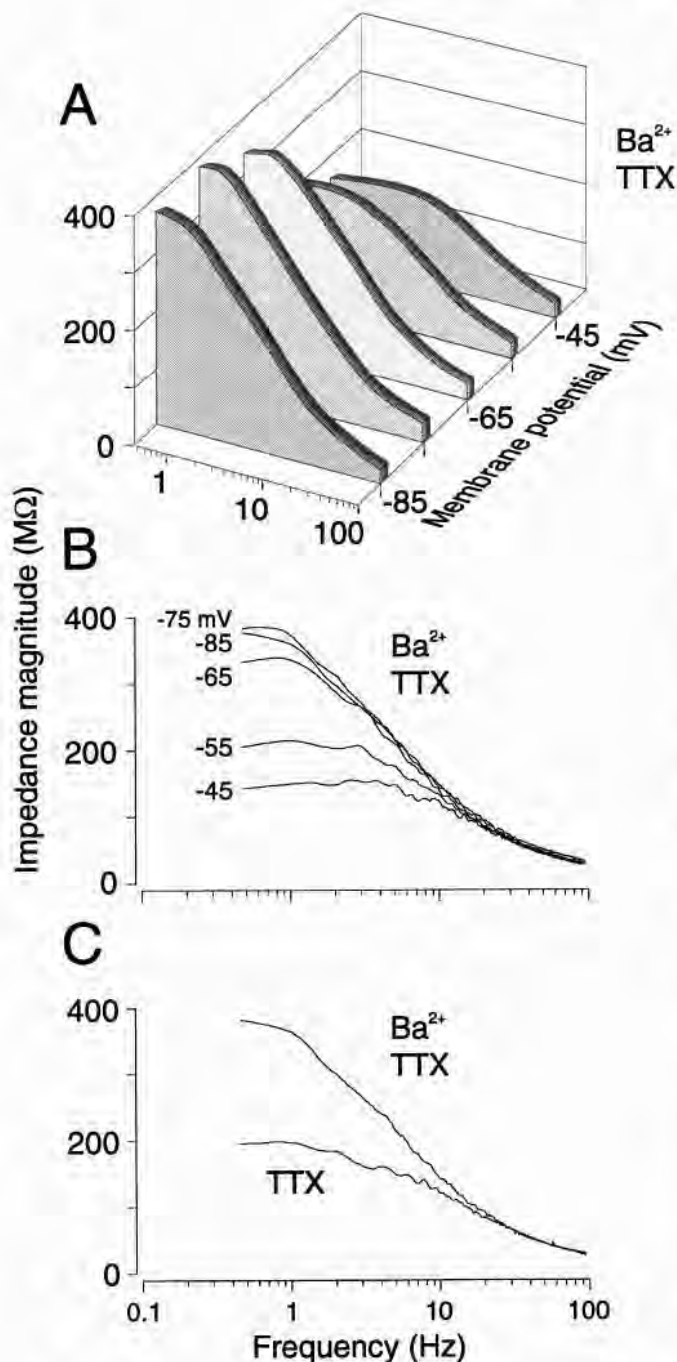 A
Ba²⁺
TTX
400
200
0
1
10
100
-85
-65
-45
Membrane potential (mV)
Impedance magnitude (MΩ)
B
400
200
0
-75 mV
-85
-65
-55
-45
Ba²⁺
TTX
C
400
200
0
Ba²⁺
TTX
TTX
0.1
1
10
100
Frequency (Hz)